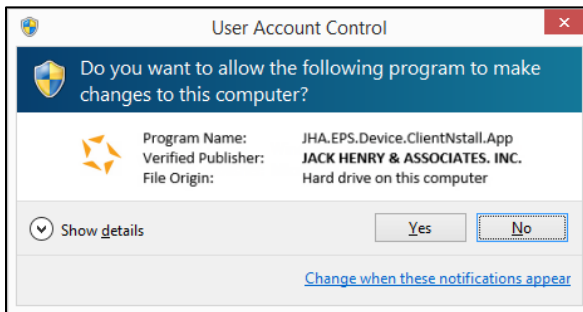 User Account Control
Do you want to allow the following program to make
changes to this computer?
Program Name: JHA.EPS.Device.ClientNstall.App
Verified Publisher: JACK HENRY & ASSOCIATES. INC.
File Origin: Hard drive on this computer
Show details
Yes
No
Change when these notifications appear